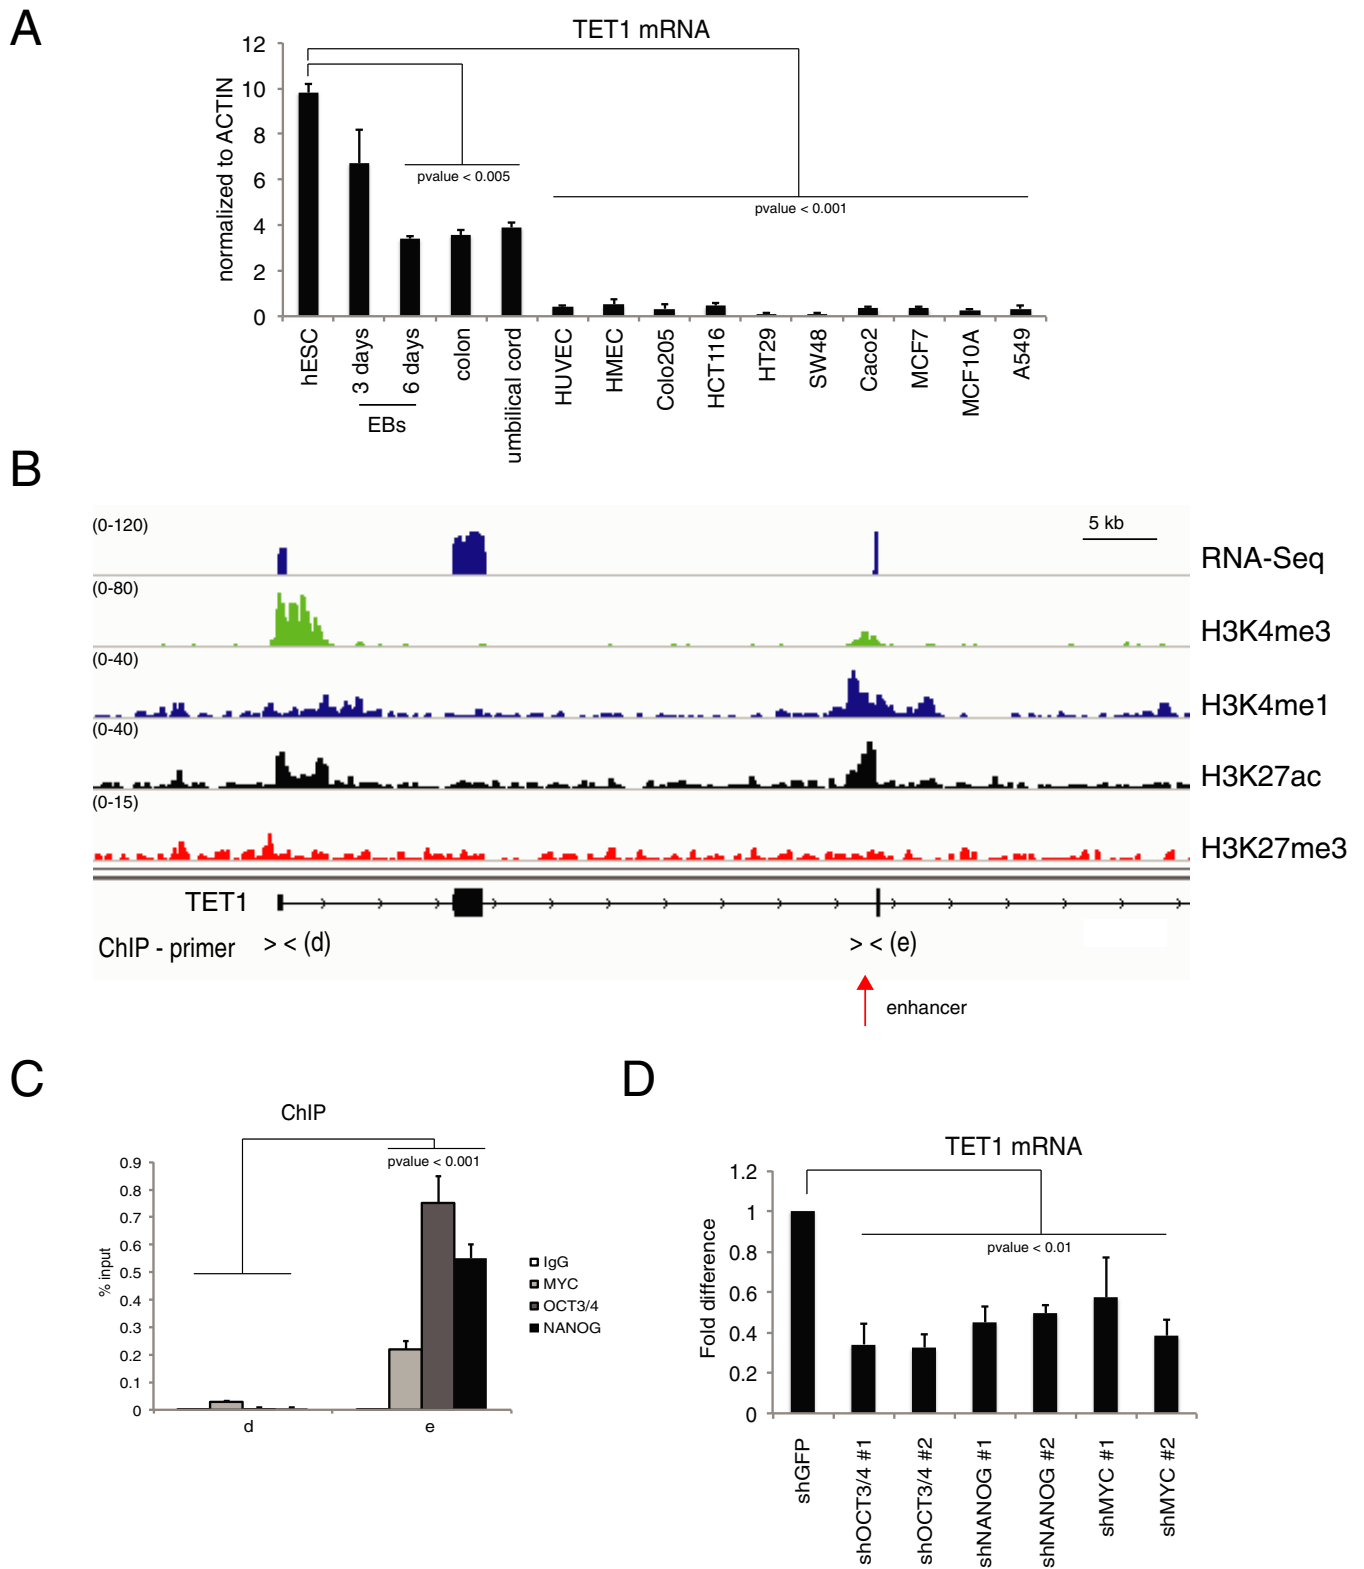 A
TET1 mRNA
normalized to ACTIN
12
10
8
6
4
2
0
pvalue < 0.005
pvalue < 0.001
hESC
3 days
6 days
colon
umbilical cord
HUVEC
HMEC
Colo205
HCT116
HT29
SW48
Caco2
MCF7
MCF10A
A549
EBs
B
(0-120)
5 kb
RNA-Seq
(0-80)
H3K4me3
(0-40)
H3K4me1
(0-40)
H3K27ac
(0-15)
H3K27me3
TET1
ChIP - primer > < (d) > < (e)
enhancer
C
ChIP
% input
0.9
0.8
0.7
0.6
0.5
0.4
0.3
0.2
0.1
0
pvalue < 0.001
d
e
IgG
MYC
OCT3/4
NANOG
D
TET1 mRNA
Fold difference
1.2
1
0.8
0.6
0.4
0.2
0
pvalue < 0.01
shGFP
shOCT3/4 #1
shOCT3/4 #2
shNANOG #1
shNANOG #2
shMYC #1
shMYC #2